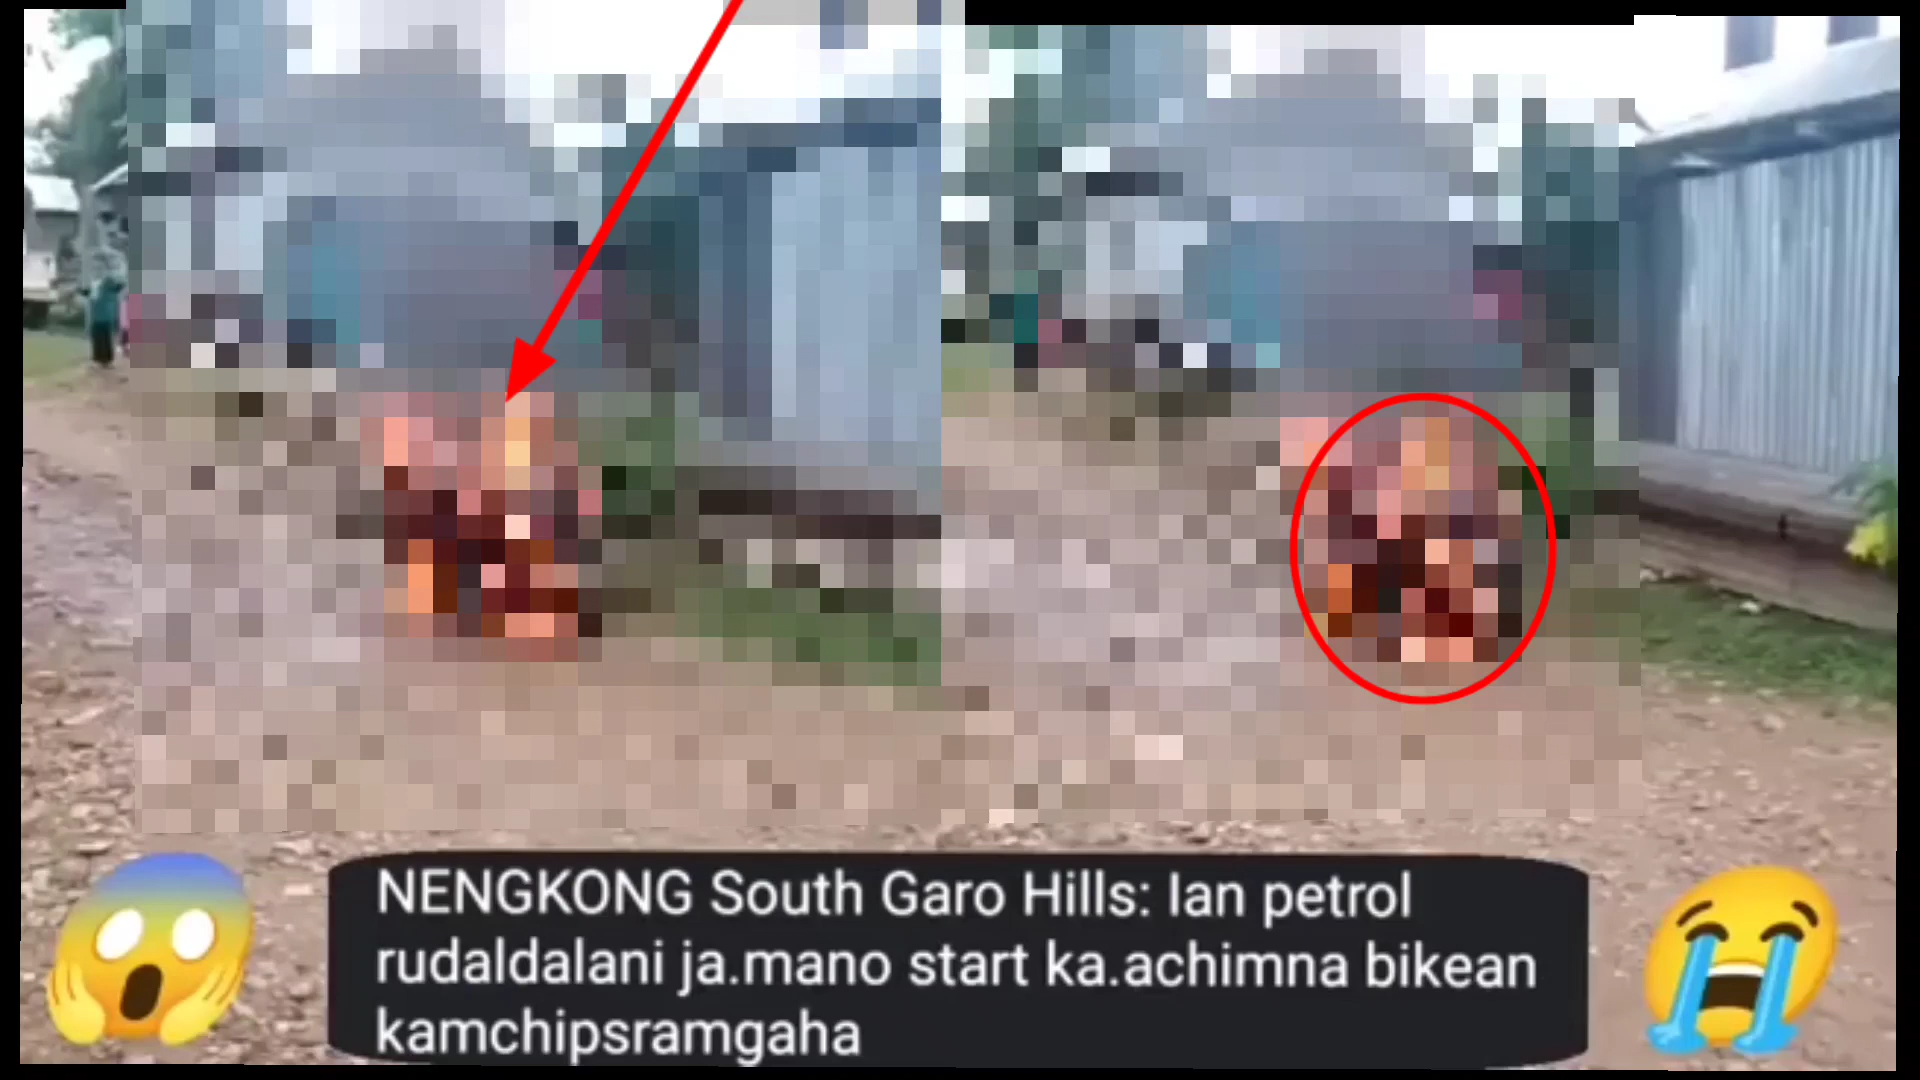 NENGKONG South Garo Hills: Ian petrol
rudaldalani ja.mano start ka.achimna bikean
kamchipsramgaha